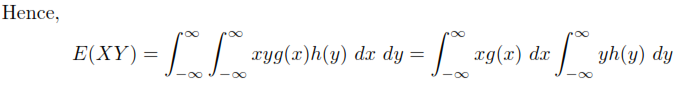 Hence,
E(XY) = ∫_{-∞}^{∞} ∫_{-∞}^{∞} xyg(x)h(y) dx dy = ∫_{-∞}^{∞} xg(x) dx ∫_{-∞}^{∞} yh(y) dy